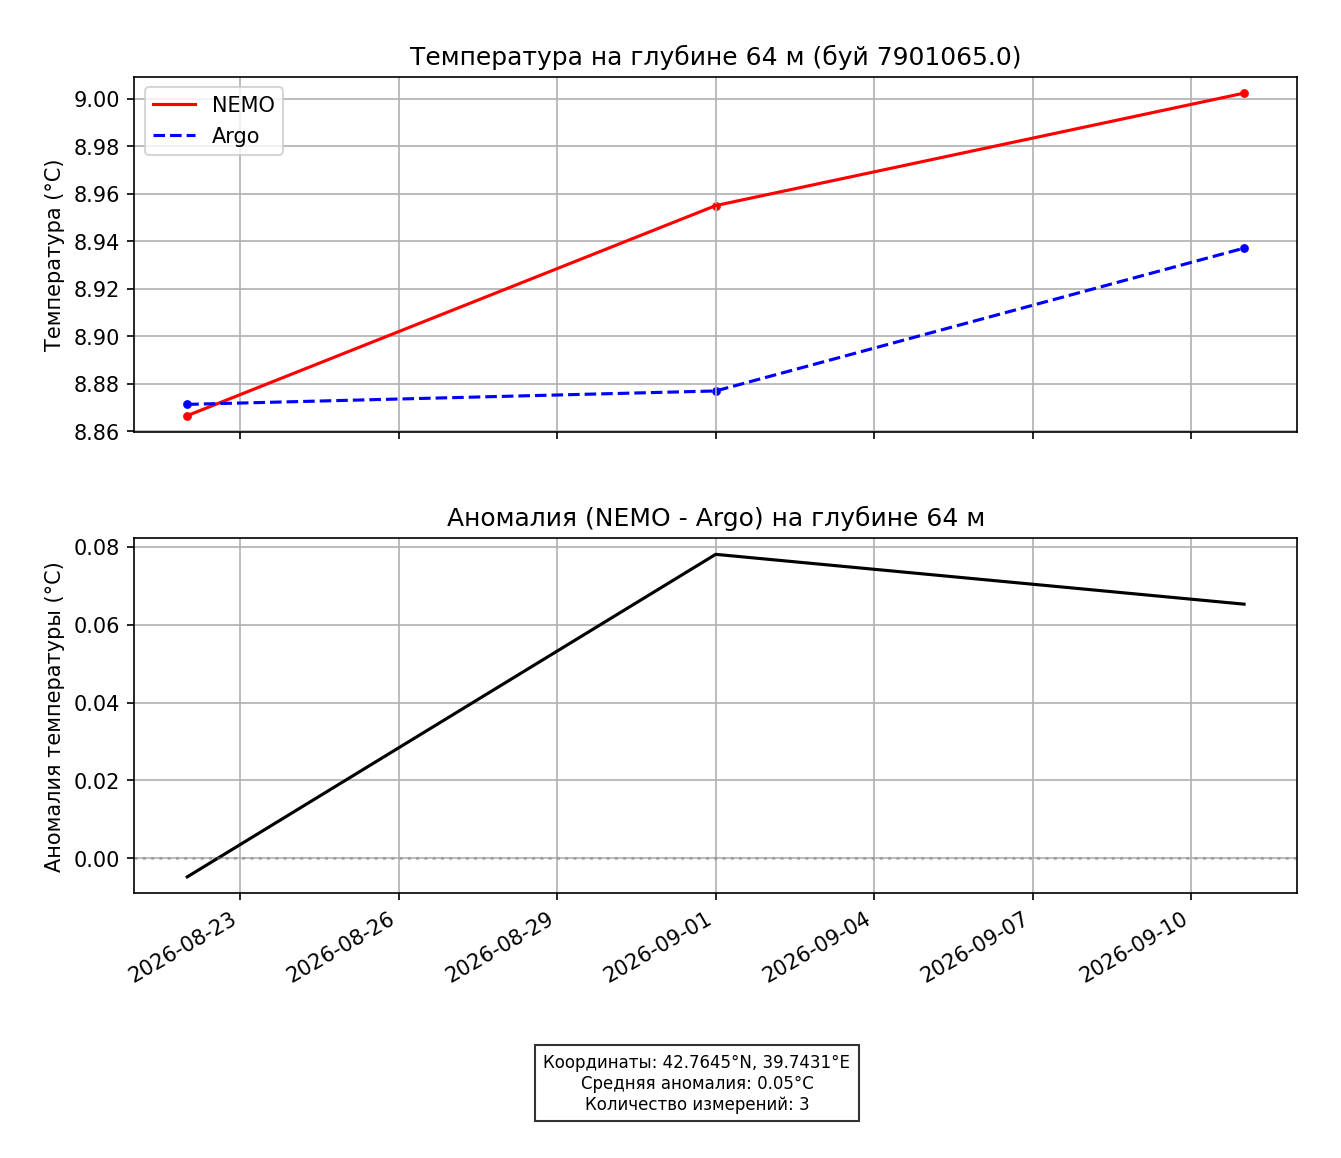 Температура на глубине 64 м (буй 7901065.0)
NEMO
Argo
Температура (°C)
9.00
8.98
8.96
8.94
8.92
8.90
8.88
8.86
Аномалия (NEMO - Argo) на глубине 64 м
Аномалия температуры (°C)
0.08
0.06
0.04
0.02
0.00
2026-08-23
2026-08-26
2026-08-29
2026-09-01
2026-09-04
2026-09-07
2026-09-10
Координаты: 42.7645°N, 39.7431°E
Средняя аномалия: 0.05°C
Количество измерений: 3